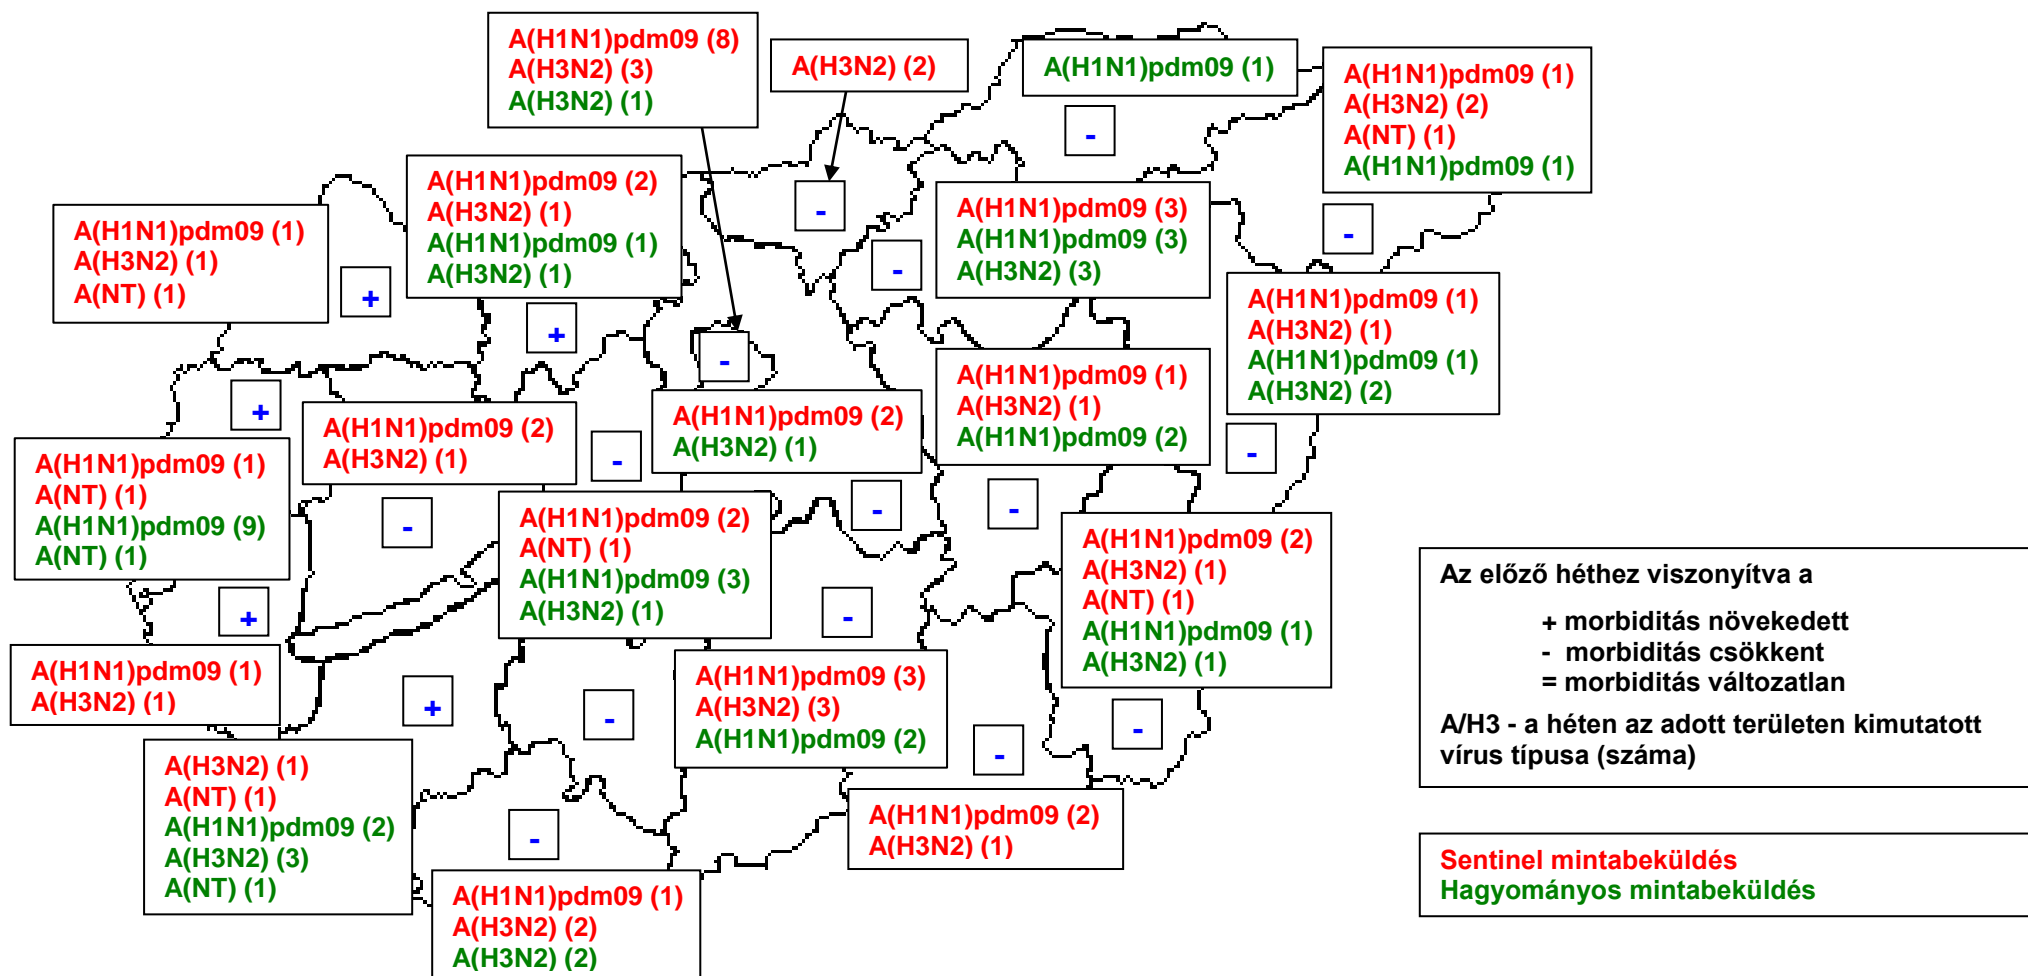 A(H1N1)pdm09 (8)
A(H3N2) (3)
A(H3N2) (1)
A(H3N2) (2)
A(H1N1)pdm09 (1)
-
A(H1N1)pdm09 (1)
A(H3N2) (2)
A(NT) (1)
A(H1N1)pdm09 (1)
A(H1N1)pdm09 (2)
A(H3N2) (1)
A(H1N1)pdm09 (1)
A(H3N2) (1)
-
A(H1N1)pdm09 (3)
A(H1N1)pdm09 (3)
A(H3N2) (3)
-
A(H1N1)pdm09 (1)
A(H3N2) (1)
A(NT) (1)
+
-
+
-
A(H1N1)pdm09 (1)
A(H3N2) (1)
A(H1N1)pdm09 (1)
A(H3N2) (2)
+
A(H1N1)pdm09 (2)
A(H3N2) (1)
-
A(H1N1)pdm09 (2)
A(H3N2) (1)
A(H1N1)pdm09 (1)
A(H3N2) (1)
A(H1N1)pdm09 (2)
-
A(H1N1)pdm09 (1)
A(NT) (1)
A(H1N1)pdm09 (9)
A(NT) (1)
-
A(H1N1)pdm09 (2)
A(NT) (1)
A(H1N1)pdm09 (3)
A(H3N2) (1)
-
-
A(H1N1)pdm09 (2)
A(H3N2) (1)
A(NT) (1)
A(H1N1)pdm09 (1)
A(H3N2) (1)
+
-
A(H1N1)pdm09 (1)
A(H3N2) (1)
+
-
A(H1N1)pdm09 (3)
A(H3N2) (3)
A(H1N1)pdm09 (2)
-
-
A(H3N2) (1)
A(NT) (1)
A(H1N1)pdm09 (2)
A(H3N2) (3)
A(NT) (1)
-
A(H1N1)pdm09 (2)
A(H3N2) (1)
A(H1N1)pdm09 (1)
A(H3N2) (2)
A(H3N2) (2)
Az előző héthez viszonyítva a
+ morbiditás növekedett
- morbiditás csökkent
= morbiditás változatlan
A/H3 - a héten az adott területen kimutatott
vírus típusa (száma)
Sentinel mintabeküldés
Hagyományos mintabeküldés